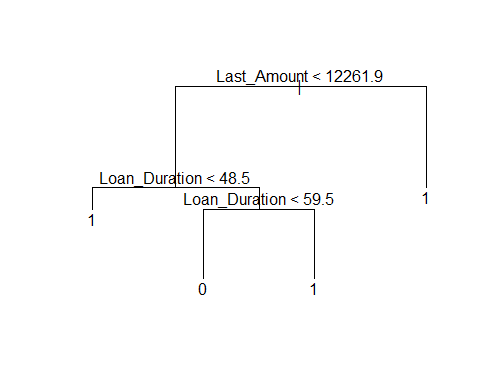 Last_Amount < 12261.9
Loan_Duration < 48.5
Loan_Duration < 59.5
1
1
0
1